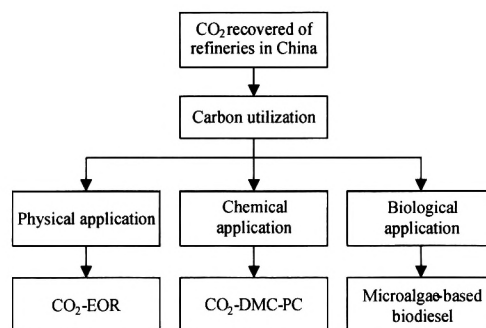 CO₂ recovered of
refineries in China
Carbon utilization
Physical application
Chemical
application
Biological
application
CO₂-EOR
CO₂-DMC-PC
Microalgae-based
biodiesel